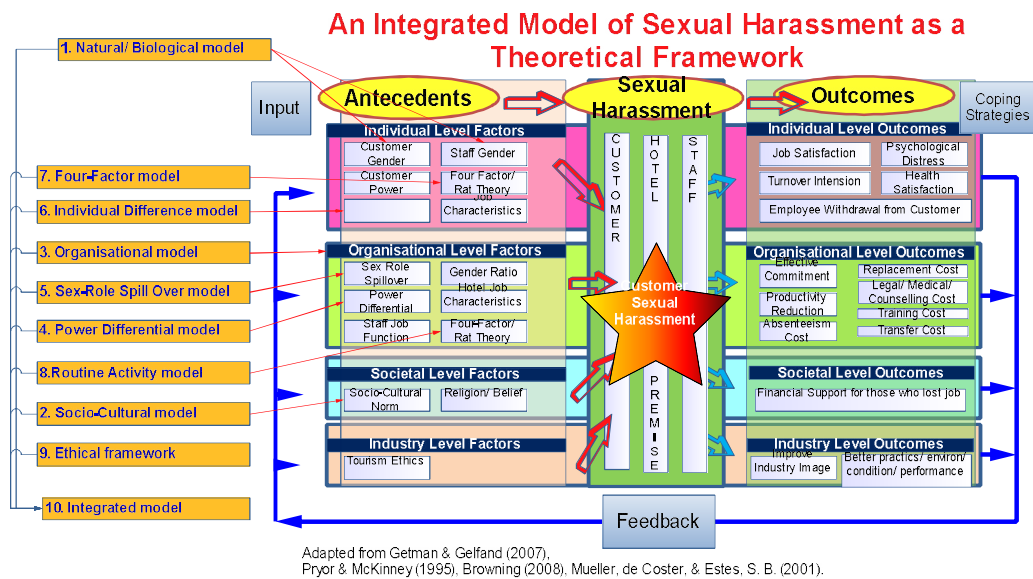 An Integrated Model of Sexual Harassment as a
Theoretical Framework
1. Natural/ Biological model
7. Four-Factor model
6. Individual Difference model
3. Organisational model
5. Sex-Role Spill Over model
4. Power Differential model
8.Routine Activity model
2. Socio-Cultural model
9. Ethical framework
10. Integrated model
Input
Antecedents
Sexual
Harassment
Outcomes
Coping
Strategies
Individual Level Factors
Customer
Gender
Staff Gender
Customer
Power
Four Factor/
Rat Theory
Job
Characteristics
Organisational Level Factors
Sex Role
Spillover
Gender Ratio
Power
Differential
Hotel Job
Characteristics
Staff Job
Function
Four-Factor/
Rat Theory
Societal Level Factors
Socio-Cultural
Norm
Religion/ Belief
Industry Level Factors
Tourism Ethics
CUSTOMER
HOTEL
PREMISE
STAFF
Customer
Sexual
Harassment
Individual Level Outcomes
Job Satisfaction
Psychological
Distress
Turnover Intension
Health
Satisfaction
Employee Withdrawal from Customer
Organisational Level Outcomes
Effective
Commitment
Replacement Cost
Legal/ Medical/
Counselling Cost
Productivity
Reduction
Training Cost
Absenteeism
Cost
Transfer Cost
Societal Level Outcomes
Financial Support for those who lost job
Industry Level Outcomes
Improve
Industry Image
Better practics/ environ/
condition/ performance
Feedback
Adapted from Getman & Gelfand (2007),
Pryor & McKinney (1995), Browning (2008), Mueller, de Coster, & Estes, S. B. (2001).